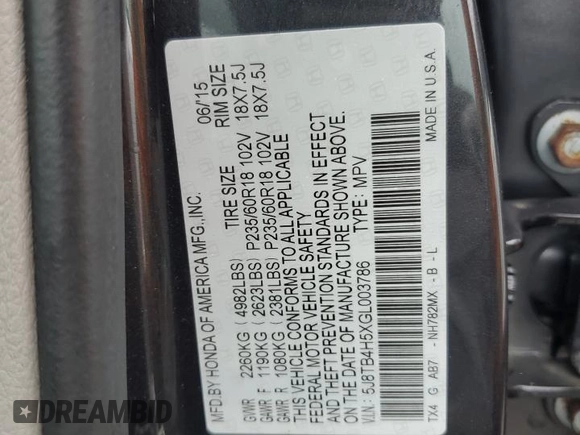 MFD.BY HONDA OF AMERICA MFG.,INC. 06/'15
TIRE SIZE RIM SIZE
GVWR 2260KG (4982LBS)
GAWR F 1190KG (2623LBS) P235/60R18 102V 18X7.5J
GAWR R 1080KG (2381LBS) P235/60R18 102V 18X7.5J
THIS VEHICLE CONFORMS TO ALL APPLICABLE
FEDERAL MOTOR VEHICLE SAFETY
AND THEFT PREVENTION STANDARDS IN EFFECT
ON THE DATE OF MANUFACTURE SHOWN ABOVE.
V.I.N.: 5J8TB4H5XGL003786 TYPE: MPV
TX4 G AB7 - NH782MX - B - L MADE IN U.S.A.
DREAMBID
dreambid.com